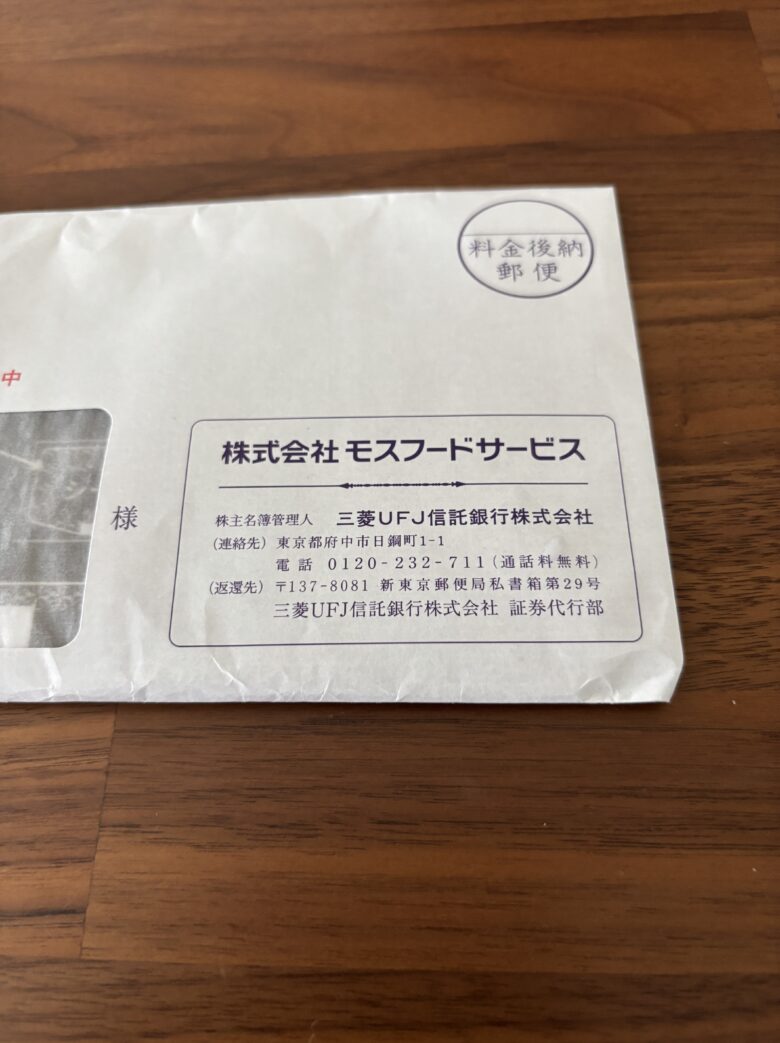 料金後納
郵便
中
様
株式会社 モスフードサービス
株主名簿管理人 三菱UFJ信託銀行株式会社
(連絡先) 東京都府中市日鋼町1-1
電話 0120-232-711(通話料無料)
(返還先) 〒137-8081 新東京郵便局私書箱第29号
三菱UFJ信託銀行株式会社 証券代行部